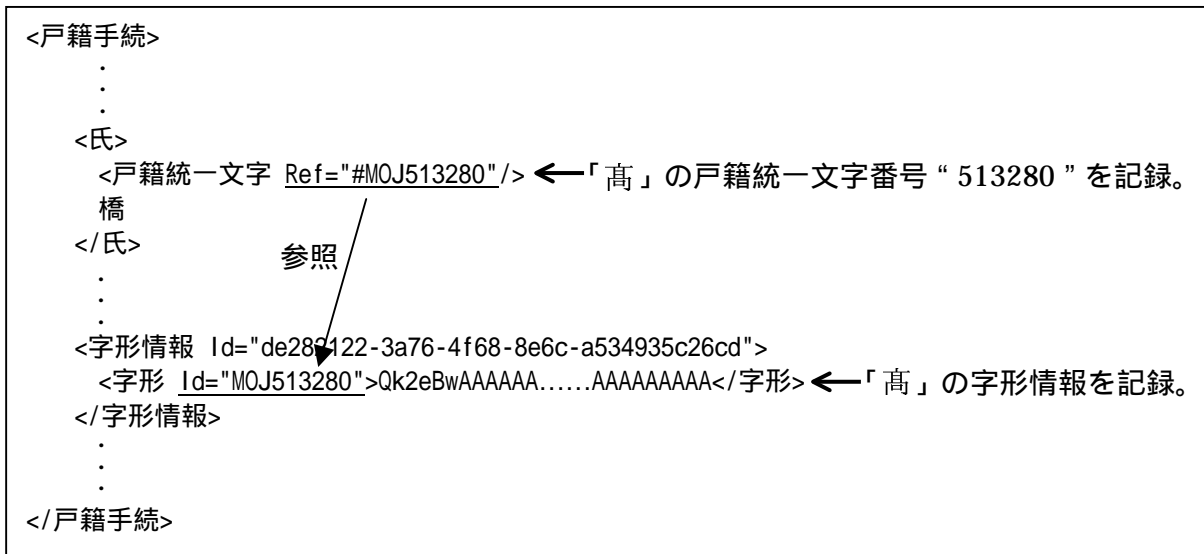 <戸籍手続>
・
・
・
<氏>
<戸籍統一文字 Ref="#MOJ513280"/> ←「髙」の戸籍統一文字番号“513280”を記録。
橋
</氏>
参照
・
・
・
<字形情報 Id="de282122-3a76-4f68-8e6c-a534935c26cd">
<字形 Id="MOJ513280">Qk2eBwAAAAAA……AAAAAAAAA</字形> ←「髙」の字形情報を記録。
</字形情報>
・
・
・
</戸籍手続>